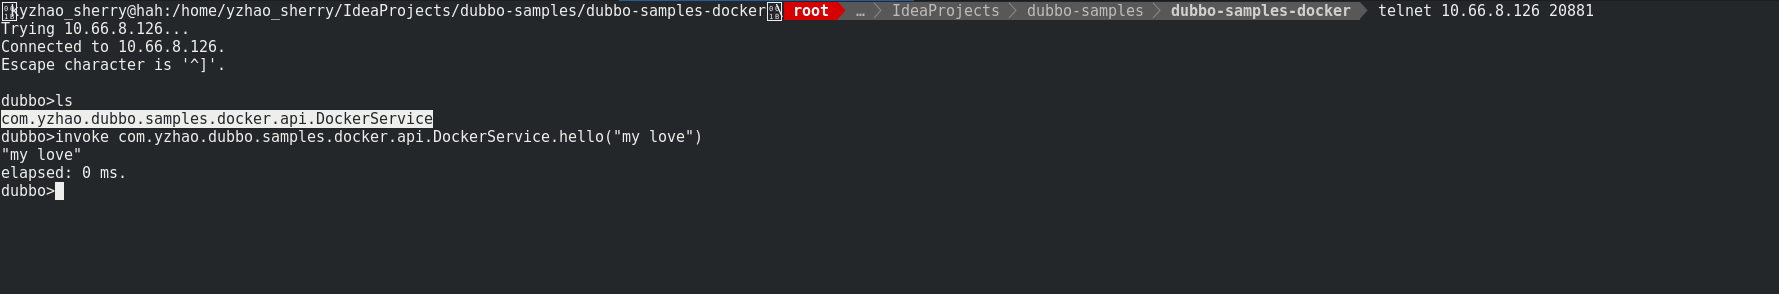 yzhao_sherry@hah:/home/yzhao_sherry/IdeaProjects/dubbo-samples/dubbo-samples-docker\ root … IdeaProjects dubbo-samples dubbo-samples-docker telnet 10.66.8.126 20881
Trying 10.66.8.126...
Connected to 10.66.8.126.
Escape character is '^]'.
dubbo>ls
com.yzhao.dubbo.samples.docker.api.DockerService
dubbo>invoke com.yzhao.dubbo.samples.docker.api.DockerService.hello("my love")
"my love"
elapsed: 0 ms.
dubbo>